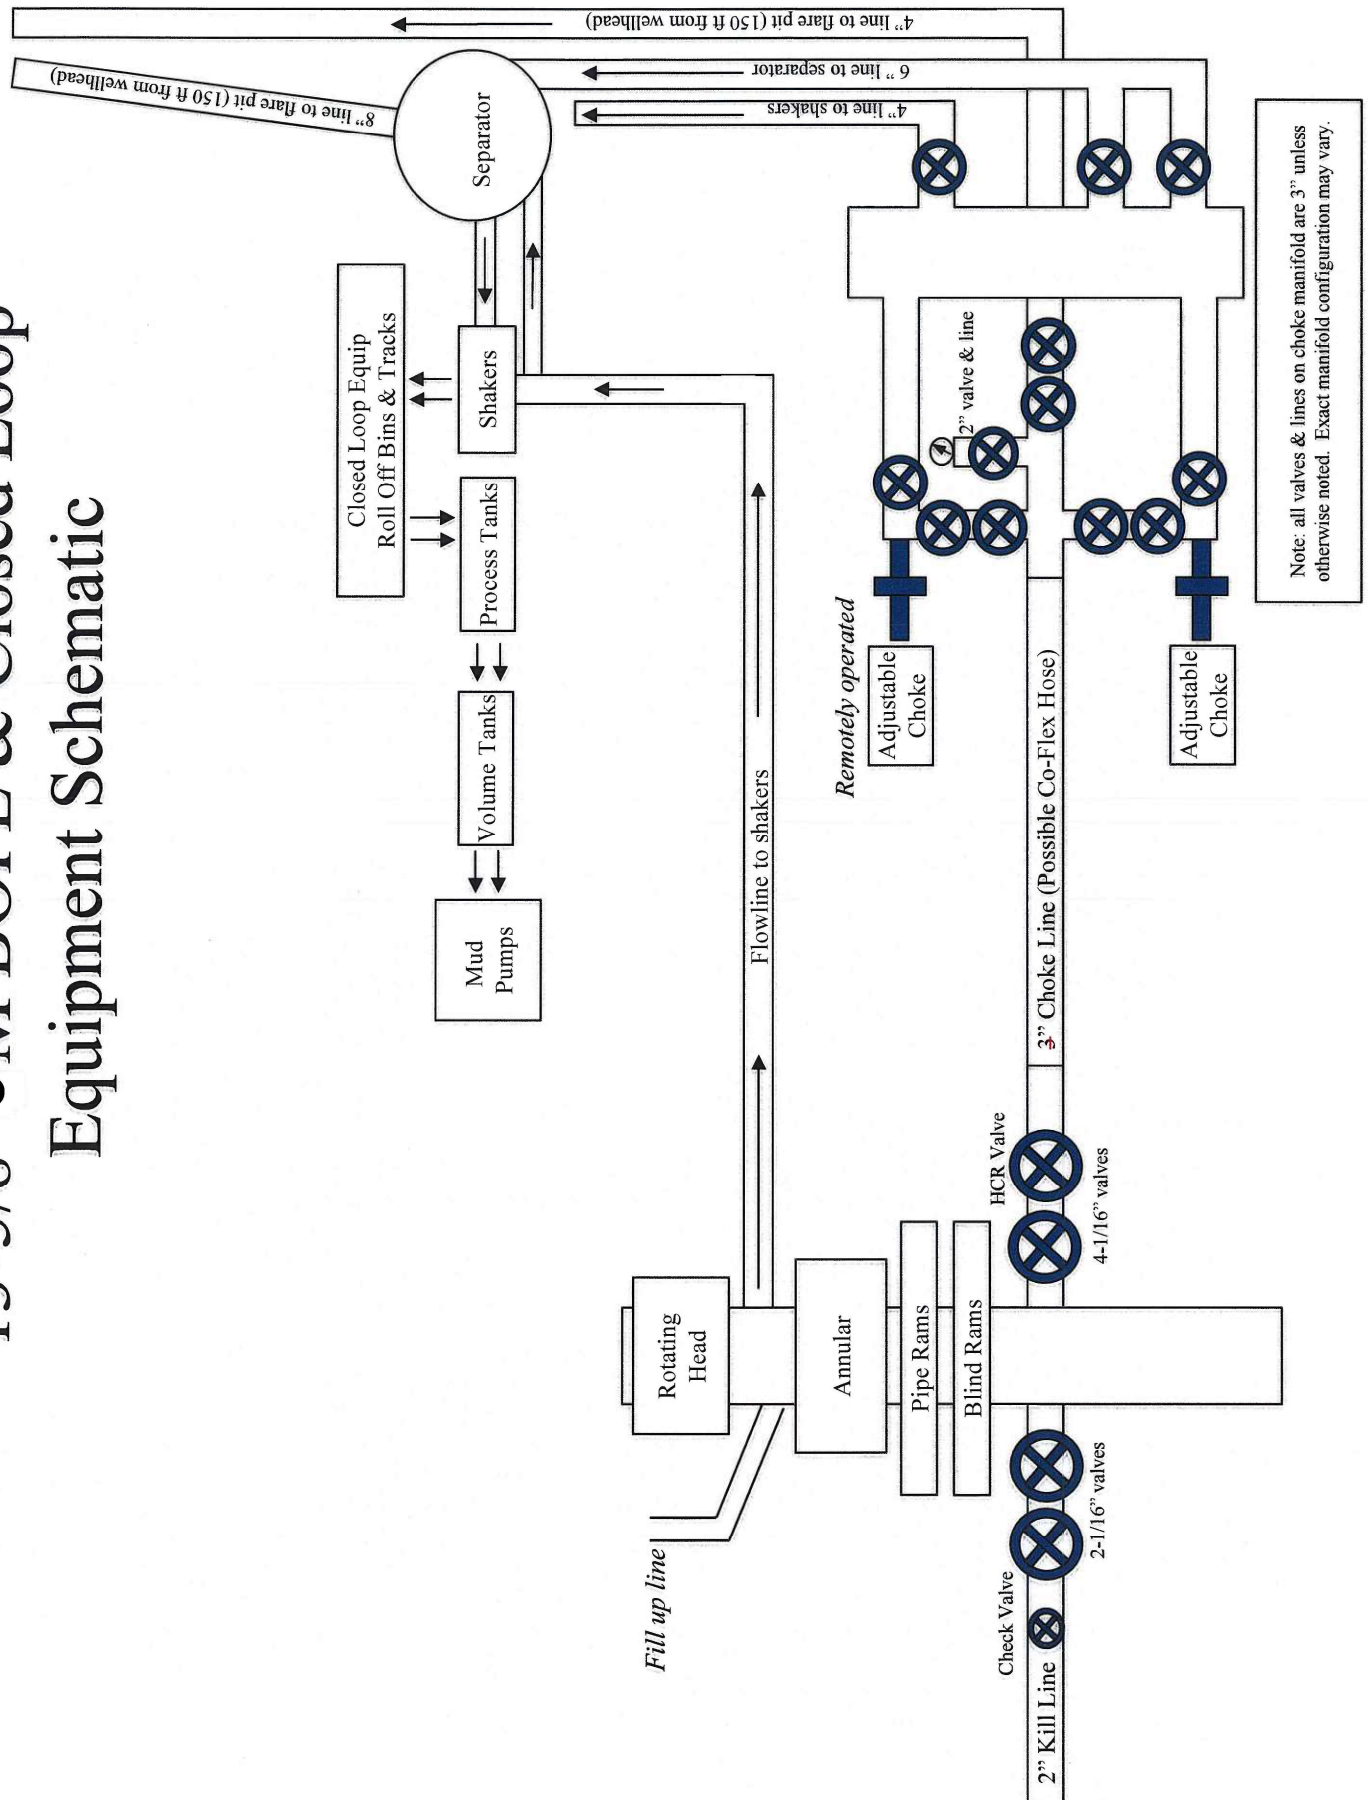 BOPE & Closed Loop
Equipment Schematic
8” line to flare pit (150 ft from wellhead)
4” line to flare pit (150 ft from wellhead)
Closed Loop Equip
Roll Off Bins & Tracks
Mud
Pumps
Volume Tanks
Process Tanks
Shakers
Separator
6” line to separator
4” line to shakers
Fill up line
Rotating
Head
Flowline to shakers
Annular
Pipe Rams
Blind Rams
Remotely operated
Adjustable
Choke
2” valve & line
Check Valve
HCR Valve
2” Kill Line
3” Choke Line (Possible Co-Flex Hose)
2-1/16” valves
4-1/16” valves
Adjustable
Choke
Note: all valves & lines on choke manifold are 3” unless
otherwise noted. Exact manifold configuration may vary.